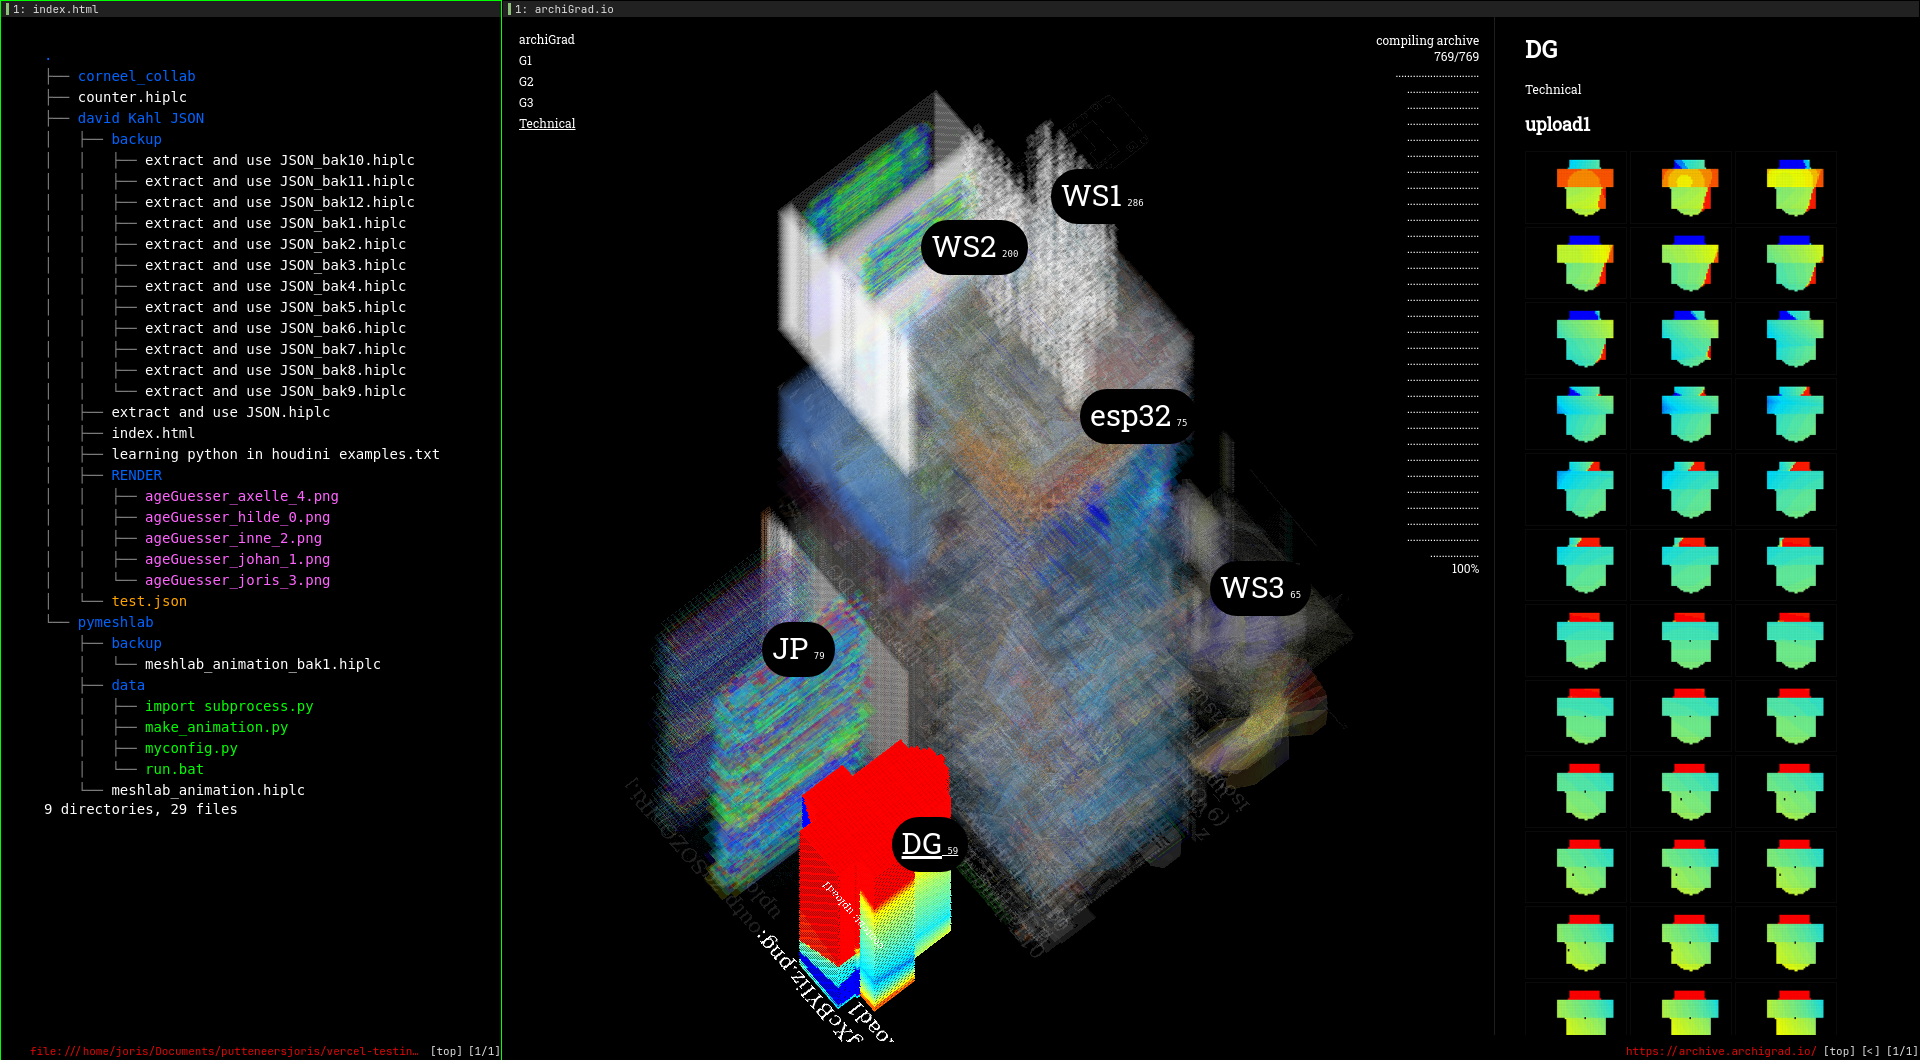 1: index.html
.
├── corneel_collab
├── counter.hiplc
├── david Kahl JSON
│   ├── backup
│   │   ├── extract and use JSON_bak10.hiplc
│   │   ├── extract and use JSON_bak11.hiplc
│   │   ├── extract and use JSON_bak12.hiplc
│   │   ├── extract and use JSON_bak1.hiplc
│   │   ├── extract and use JSON_bak2.hiplc
│   │   ├── extract and use JSON_bak3.hiplc
│   │   ├── extract and use JSON_bak4.hiplc
│   │   ├── extract and use JSON_bak5.hiplc
│   │   ├── extract and use JSON_bak6.hiplc
│   │   ├── extract and use JSON_bak7.hiplc
│   │   ├── extract and use JSON_bak8.hiplc
│   │   └── extract and use JSON_bak9.hiplc
│   ├── extract and use JSON.hiplc
│   ├── index.html
│   ├── learning python in houdini examples.txt
│   ├── RENDER
│   │   ├── ageGuesser_axelle_4.png
│   │   ├── ageGuesser_hilde_0.png
│   │   ├── ageGuesser_inne_2.png
│   │   ├── ageGuesser_johan_1.png
│   │   └── ageGuesser_joris_3.png
│   └── test.json
└── pymeshlab
    ├── backup
    │   └── meshlab_animation_bak1.hiplc
    ├── data
    │   ├── import subprocess.py
    │   ├── make_animation.py
    │   ├── myconfig.py
    │   └── run.bat
    └── meshlab_animation.hiplc
9 directories, 29 files
file:///home/joris/Documents/putteneersjoris/vercel-testin… [top] [1/1]
1: archiGrad.io
archiGrad
G1
G2
G3
Technical
compiling archive
769/769
100%
WS1 286
WS2 200
esp32 75
WS3 65
JP 79
DG 59
DG
Technical
upload1
https://archive.archigrad.io/ [top] [<] [1/1]